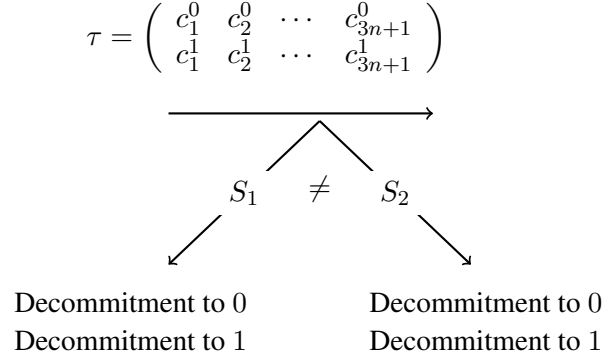 τ = ( c_1^0 c_2^0 ⋯ c_{3n+1}^0
c_1^1 c_2^1 ⋯ c_{3n+1}^1 )
S_1 ≠ S_2
Decommitment to 0 Decommitment to 0
Decommitment to 1 Decommitment to 1